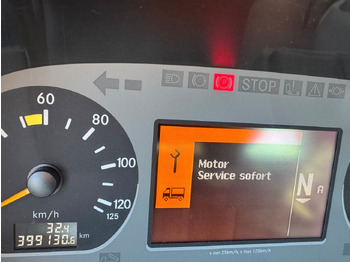 STOP
60
80
100
120
125
km/h
32.4
399130.6 km
Motor
Service sofort
N A